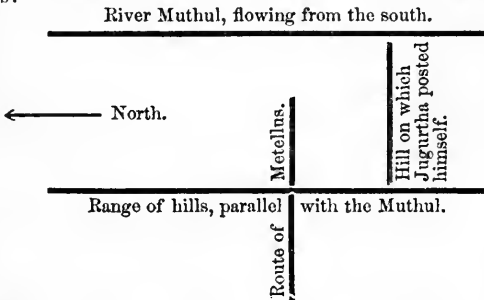 River Muthul, flowing from the south.
North.
Hill on which
Jugurtha posted
himself.
Range of hills, parallel with the Muthul.
Route of Metellus.